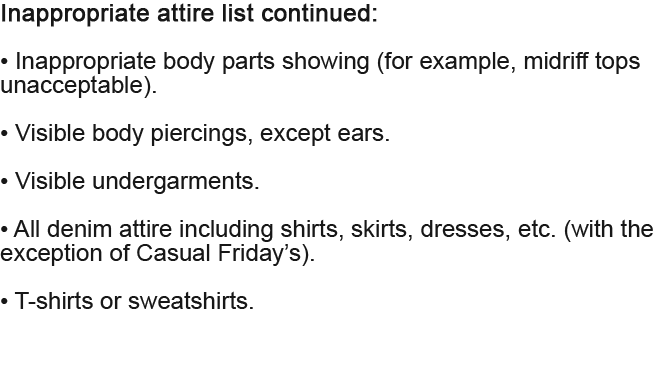 Inappropriate attire list continued:
• Inappropriate body parts showing (for example, midriff tops
unacceptable).
• Visible body piercings, except ears.
• Visible undergarments.
• All denim attire including shirts, skirts, dresses, etc. (with the
exception of Casual Friday’s).
• T-shirts or sweatshirts.